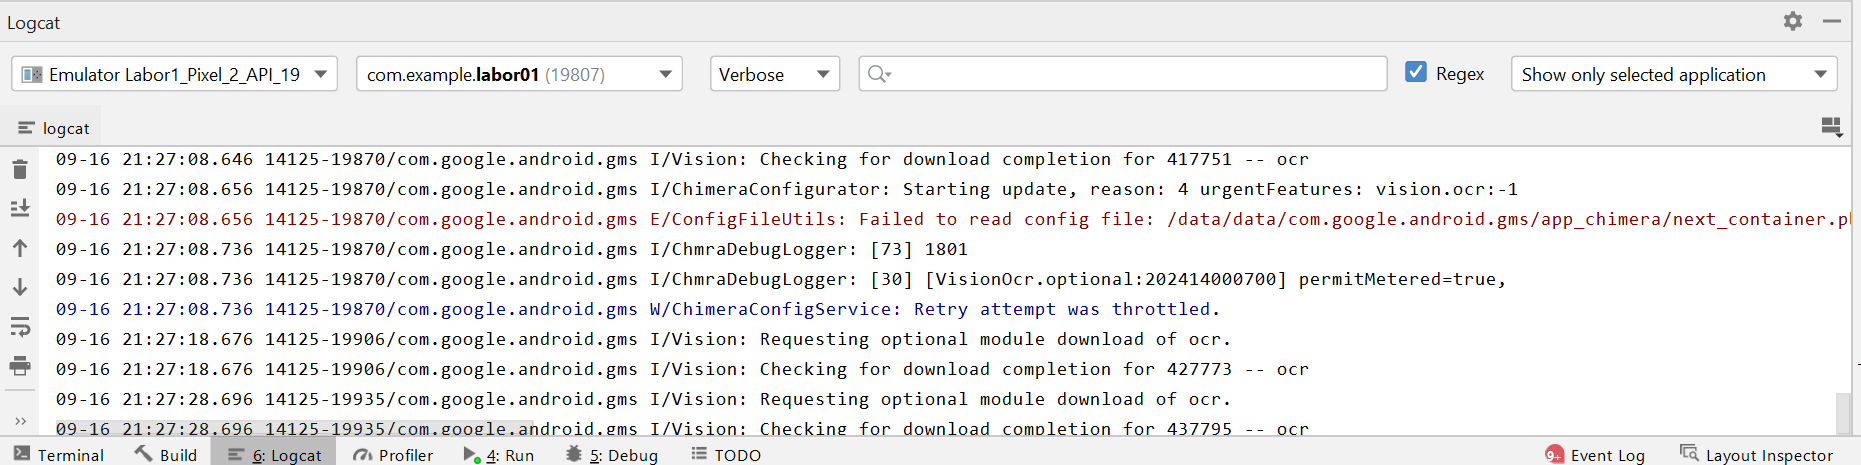 Logcat
Emulator Labor1_Pixel_2_API_19 com.example.labor01 (19807) Verbose Regex Show only selected application
logcat
09-16 21:27:08.646 14125-19870/com.google.android.gms I/Vision: Checking for download completion for 417751 -- ocr
09-16 21:27:08.656 14125-19870/com.google.android.gms I/ChimeraConfigurator: Starting update, reason: 4 urgentFeatures: vision.ocr:-1
09-16 21:27:08.656 14125-19870/com.google.android.gms E/ConfigFileUtils: Failed to read config file: /data/data/com.google.android.gms/app_chimera/next_container.pb
09-16 21:27:08.736 14125-19870/com.google.android.gms I/ChmraDebugLogger: [73] 1801
09-16 21:27:08.736 14125-19870/com.google.android.gms I/ChmraDebugLogger: [30] [VisionOcr.optional:202414000700] permitMetered=true,
09-16 21:27:08.736 14125-19870/com.google.android.gms W/ChimeraConfigService: Retry attempt was throttled.
09-16 21:27:18.676 14125-19906/com.google.android.gms I/Vision: Requesting optional module download of ocr.
09-16 21:27:18.676 14125-19906/com.google.android.gms I/Vision: Checking for download completion for 427773 -- ocr
09-16 21:27:28.696 14125-19935/com.google.android.gms I/Vision: Requesting optional module download of ocr.
09-16 21:27:28.696 14125-19935/com.google.android.gms I/Vision: Checking for download completion for 437795 -- ocr
Terminal Build 6: Logcat Profiler 4: Run 5: Debug TODO 9+ Event Log Layout Inspector